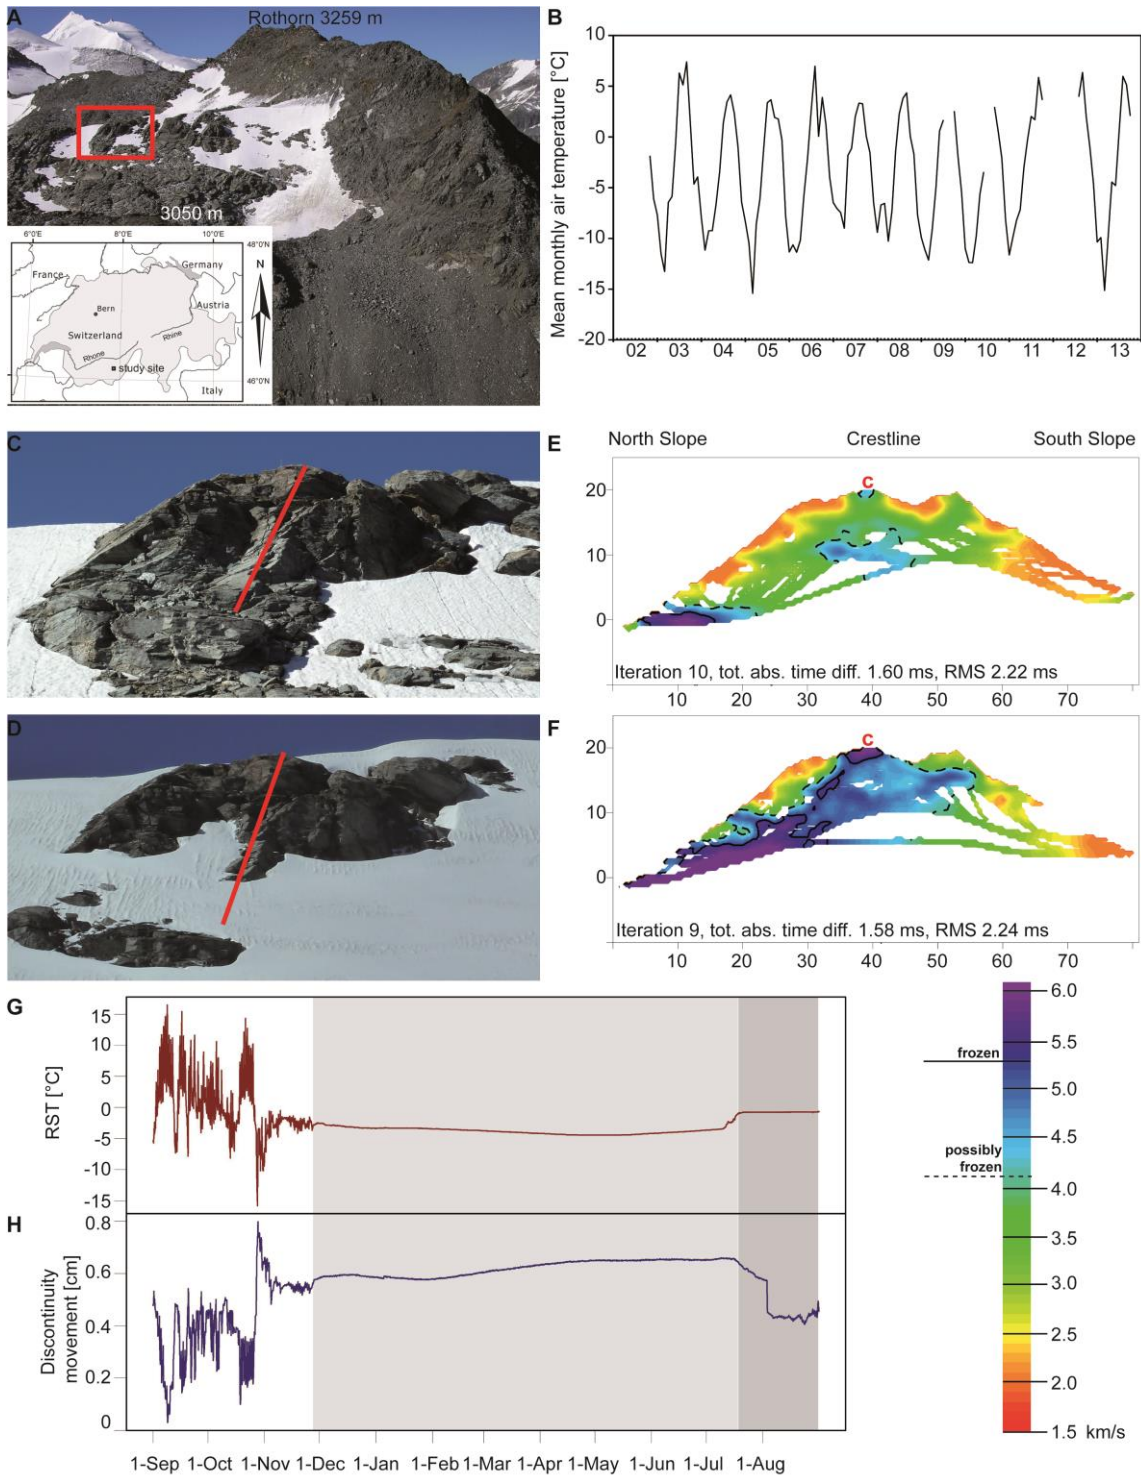 A
Rothorn 3259 m
3050 m
6°0'E 8°0'E 10°0'E
48°0'N
France
Germany
N
Bern
Austria
Switzerland
Rhine
Rhone
study site
46°0'N
Italy
B
Mean monthly air temperature [°C]
10
5
0
-5
-10
-15
-20
02 03 04 05 06 07 08 09 10 11 12 13
C
D
North Slope Crestline South Slope
E
c
20
10
0
Iteration 10, tot. abs. time diff. 1.60 ms, RMS 2.22 ms
10 20 30 40 50 60 70
F
c
20
10
0
Iteration 9, tot. abs. time diff. 1.58 ms, RMS 2.24 ms
10 20 30 40 50 60 70
G
RST [°C]
15
10
5
0
-5
-10
-15
H
Discontinuity
movement [cm]
0.8
0.6
0.4
0.2
0
1-Sep 1-Oct 1-Nov 1-Dec 1-Jan 1-Feb 1-Mar 1-Apr 1-May 1-Jun 1-Jul 1-Aug
frozen
possibly
frozen
6.0
5.5
5.0
4.5
4.0
3.5
3.0
2.5
2.0
1.5 km/s